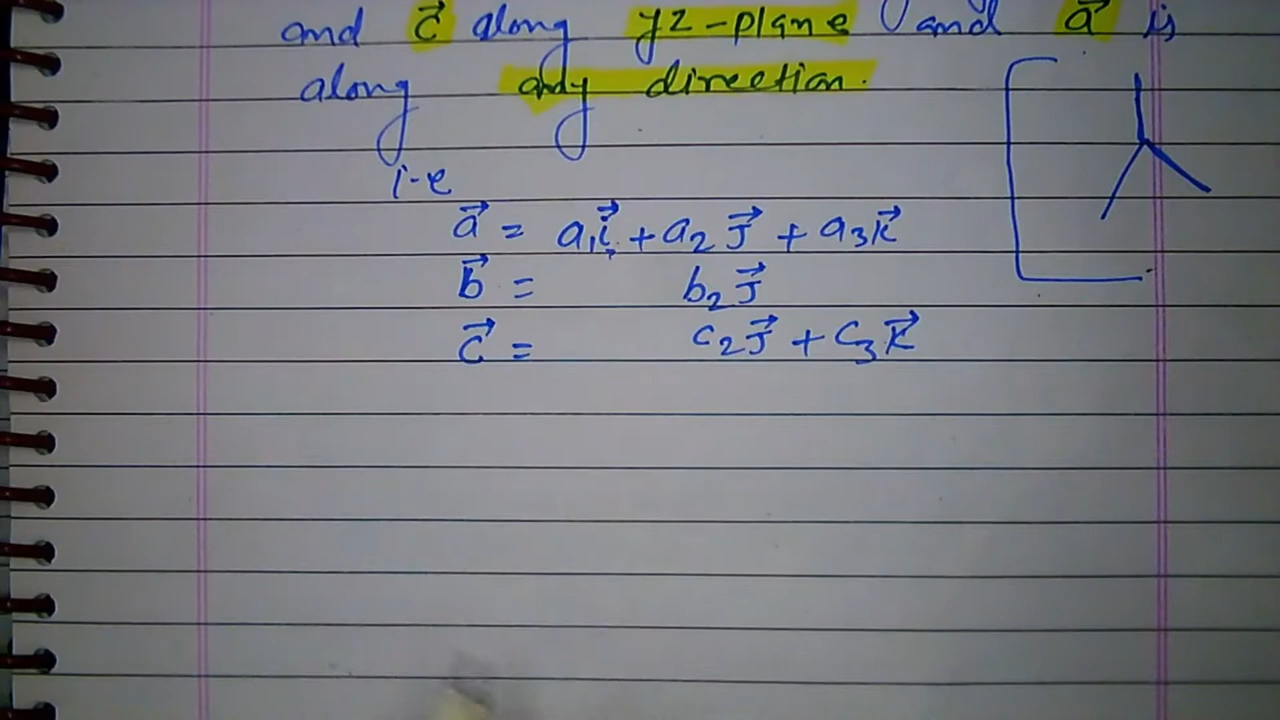 and c⃗ along yz-plane and a⃗ is
along any direction.
i-e
a⃗ = a₁i⃗ + a₂j⃗ + a₃k⃗
b⃗ = b₂j⃗
c⃗ = c₂j⃗ + c₃k⃗